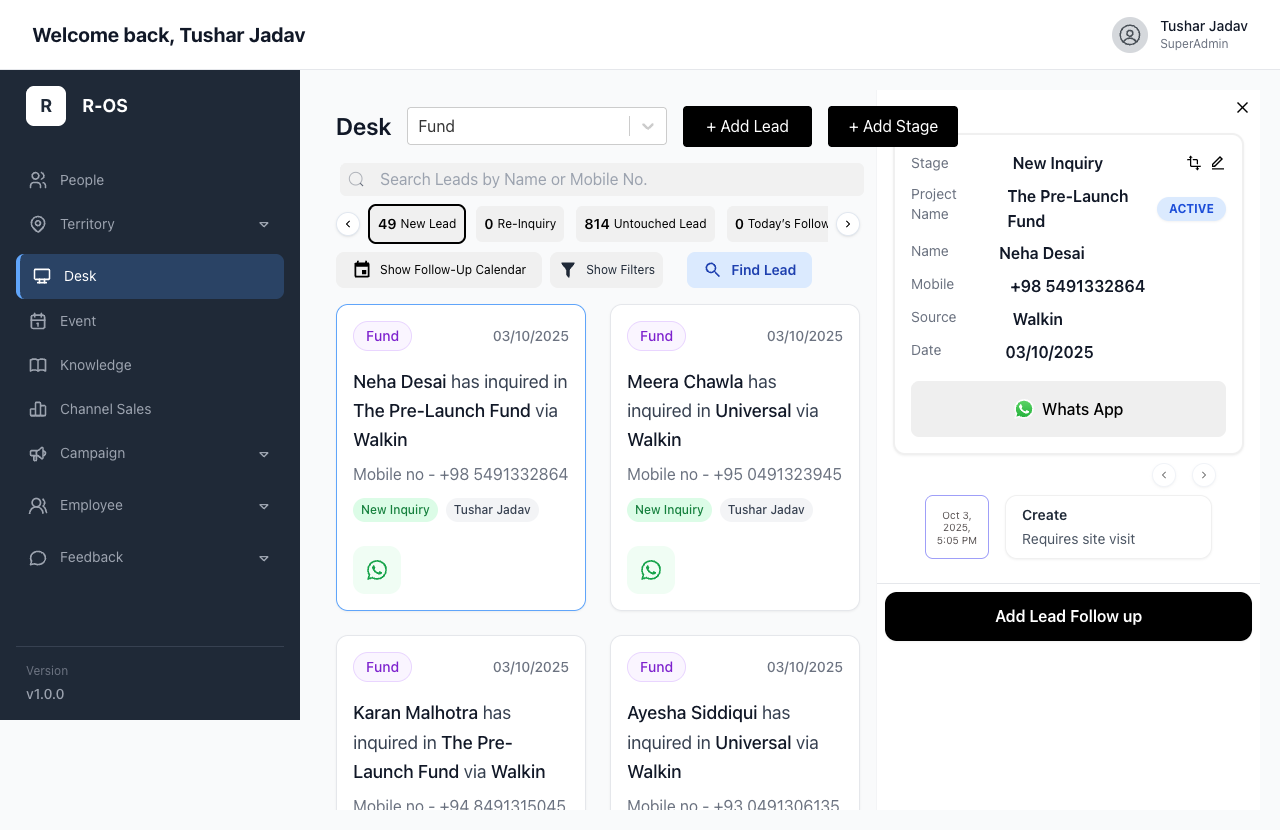 Welcome back, Tushar Jadav
Tushar Jadav
SuperAdmin
R
R-OS
People
Territory
Desk
Event
Knowledge
Channel Sales
Campaign
Employee
Feedback
Version
v1.0.0
Desk
Fund
+ Add Lead
+ Add Stage
Search Leads by Name or Mobile No.
49 New Lead
0 Re-Inquiry
814 Untouched Lead
0 Today's Follow
Show Follow-Up Calendar
Show Filters
Find Lead
Fund
03/10/2025
Neha Desai has inquired in
The Pre-Launch Fund via
Walkin
Mobile no - +98 5491332864
New Inquiry
Tushar Jadav
Fund
03/10/2025
Meera Chawla has
inquired in Universal via
Walkin
Mobile no - +95 0491323945
New Inquiry
Tushar Jadav
Fund
03/10/2025
Karan Malhotra has
inquired in The Pre-
Launch Fund via Walkin
Mobile no - +94 8491315045
Fund
03/10/2025
Ayesha Siddiqui has
inquired in Universal via
Walkin
Mobile no - +93 0491306135
Stage
New Inquiry
Project
Name
The Pre-Launch
Fund
ACTIVE
Name
Neha Desai
Mobile
+98 5491332864
Source
Walkin
Date
03/10/2025
Whats App
Oct 3,
2025,
5:05 PM
Create
Requires site visit
Add Lead Follow up